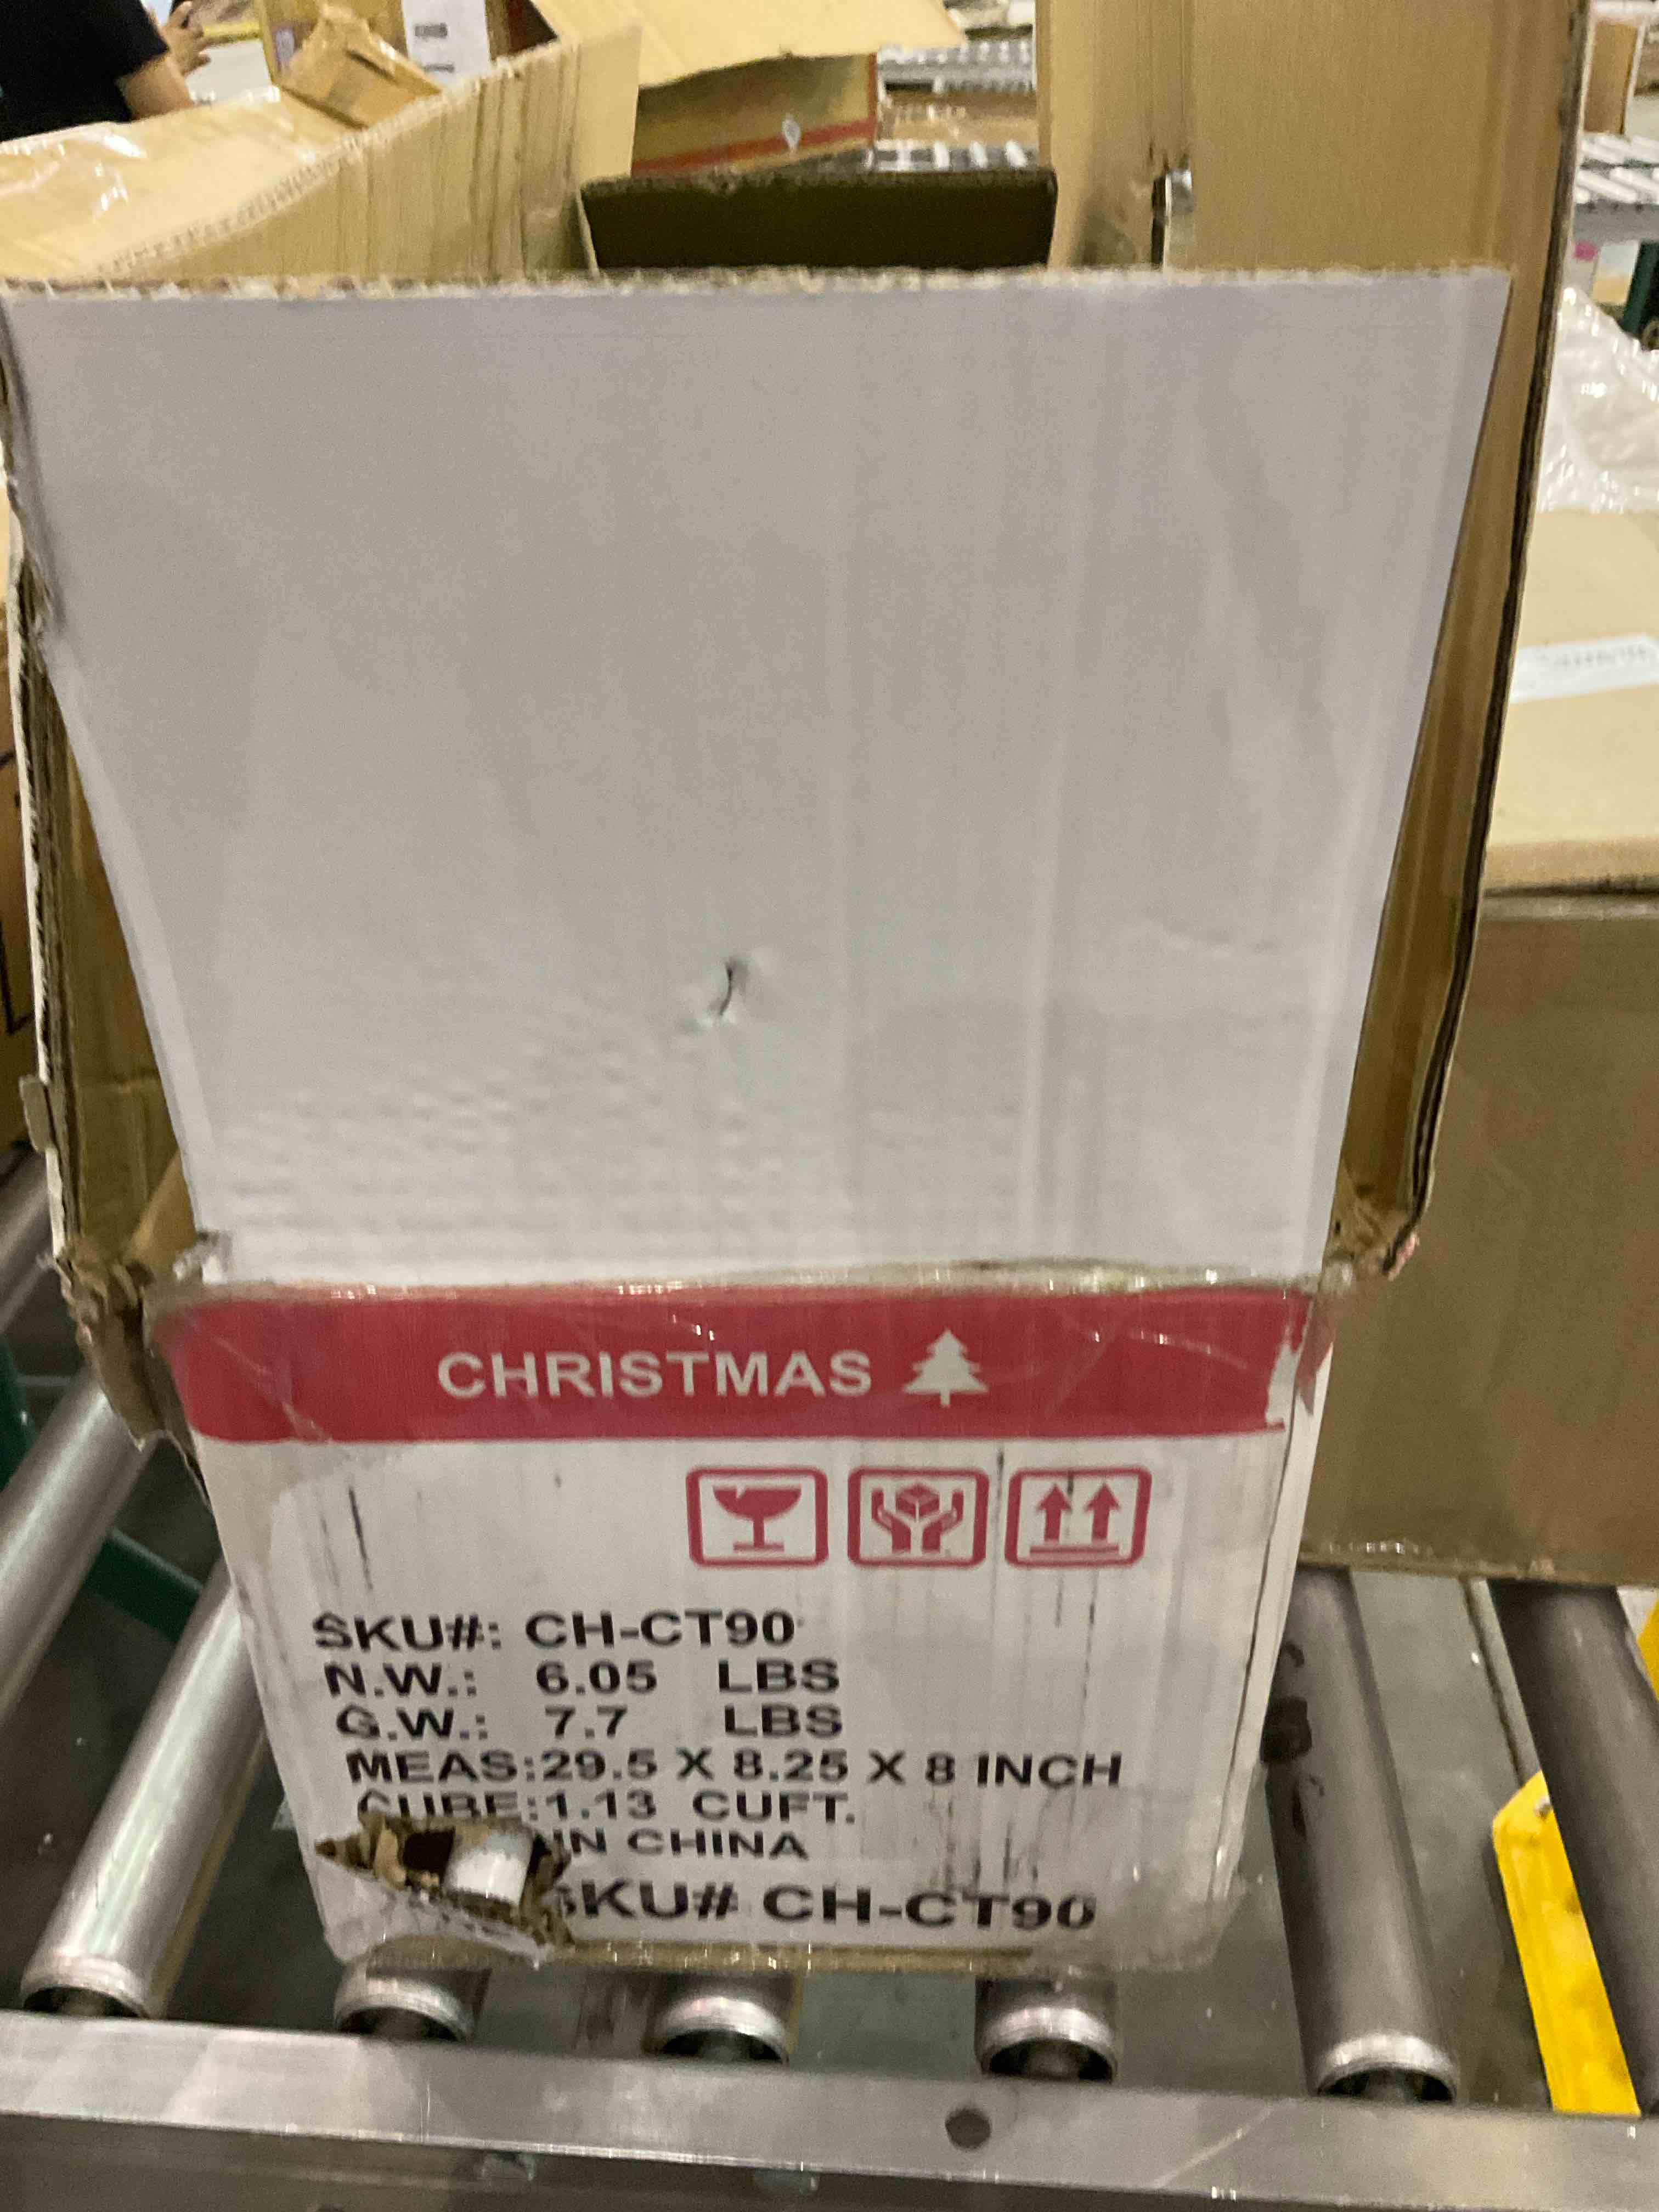 CHRISTMAS
SKU#: CH-CT90
N.W.: 6.05 LBS
G.W.: 7.7 LBS
MEAS:29.5 X 8.25 X 8 INCH
CUBE:1.13 CUFT.
IN CHINA
SKU# CH-CT90